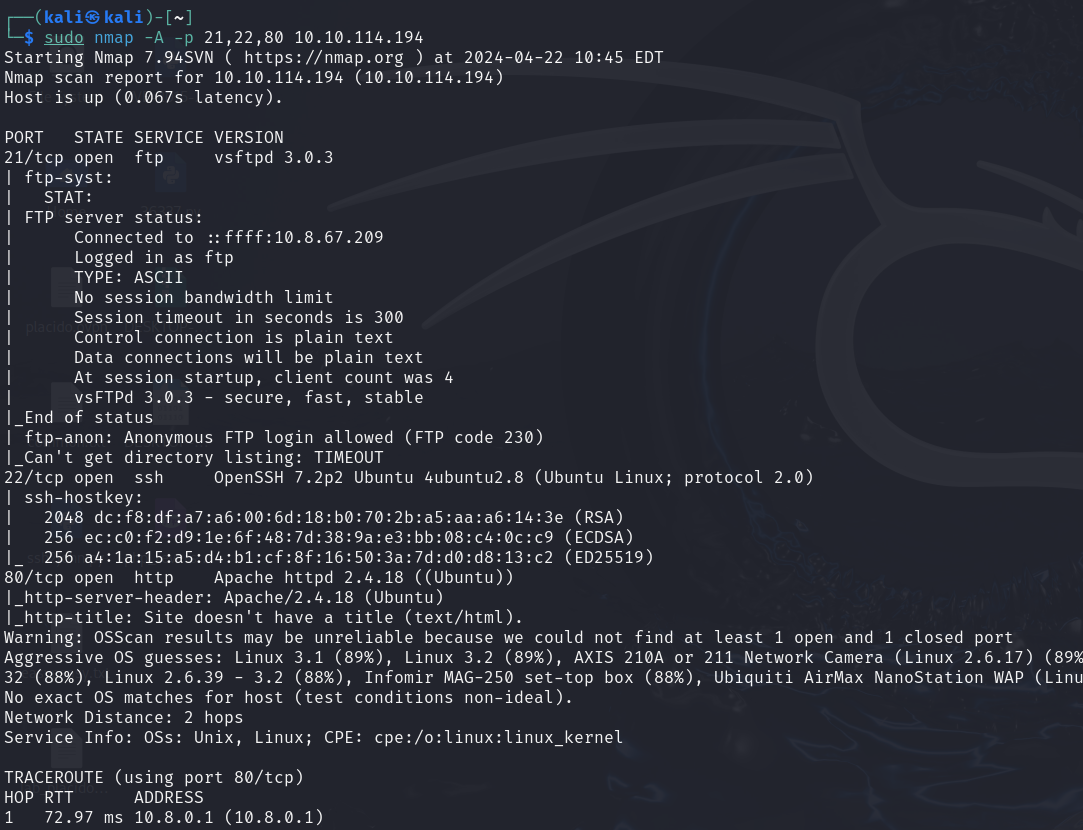 ┌──(kali㉿kali)-[~]
└─$ sudo nmap -A -p 21,22,80 10.10.114.194
Starting Nmap 7.94SVN ( https://nmap.org ) at 2024-04-22 10:45 EDT
Nmap scan report for 10.10.114.194 (10.10.114.194)
Host is up (0.067s latency).

PORT   STATE SERVICE VERSION
21/tcp open  ftp     vsftpd 3.0.3
| ftp-syst:
|   STAT:
| FTP server status:
|      Connected to ::ffff:10.8.67.209
|      Logged in as ftp
|      TYPE: ASCII
|      No session bandwidth limit
|      Session timeout in seconds is 300
|      Control connection is plain text
|      Data connections will be plain text
|      At session startup, client count was 4
|      vsFTPd 3.0.3 - secure, fast, stable
|_End of status
| ftp-anon: Anonymous FTP login allowed (FTP code 230)
|_Can't get directory listing: TIMEOUT
22/tcp open  ssh     OpenSSH 7.2p2 Ubuntu 4ubuntu2.8 (Ubuntu Linux; protocol 2.0)
| ssh-hostkey:
|   2048 dc:f8:df:a7:a6:00:6d:18:b0:70:2b:a5:aa:a6:14:3e (RSA)
|   256 ec:c0:f2:d9:1e:6f:48:7d:38:9a:e3:bb:08:c4:0c:c9 (ECDSA)
|_  256 a4:1a:15:a5:d4:b1:cf:8f:16:50:3a:7d:d0:d8:13:c2 (ED25519)
80/tcp open  http    Apache httpd 2.4.18 ((Ubuntu))
|_http-server-header: Apache/2.4.18 (Ubuntu)
|_http-title: Site doesn't have a title (text/html).
Warning: OSScan results may be unreliable because we could not find at least 1 open and 1 closed port
Aggressive OS guesses: Linux 3.1 (89%), Linux 3.2 (89%), AXIS 210A or 211 Network Camera (Linux 2.6.17) (89%
32 (88%), Linux 2.6.39 - 3.2 (88%), Infomir MAG-250 set-top box (88%), Ubiquiti AirMax NanoStation WAP (Linu
No exact OS matches for host (test conditions non-ideal).
Network Distance: 2 hops
Service Info: OSs: Unix, Linux; CPE: cpe:/o:linux:linux_kernel

TRACEROUTE (using port 80/tcp)
HOP RTT      ADDRESS
1   72.97 ms 10.8.0.1 (10.8.0.1)